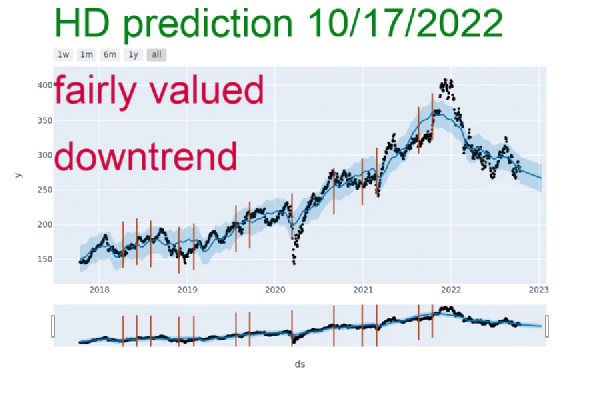 HD prediction 10/17/2022
1w 1m 6m 1y all
fairly valued
downtrend
400
350
300
250
200
150
y
2018 2019 2020 2021 2022 2023
ds